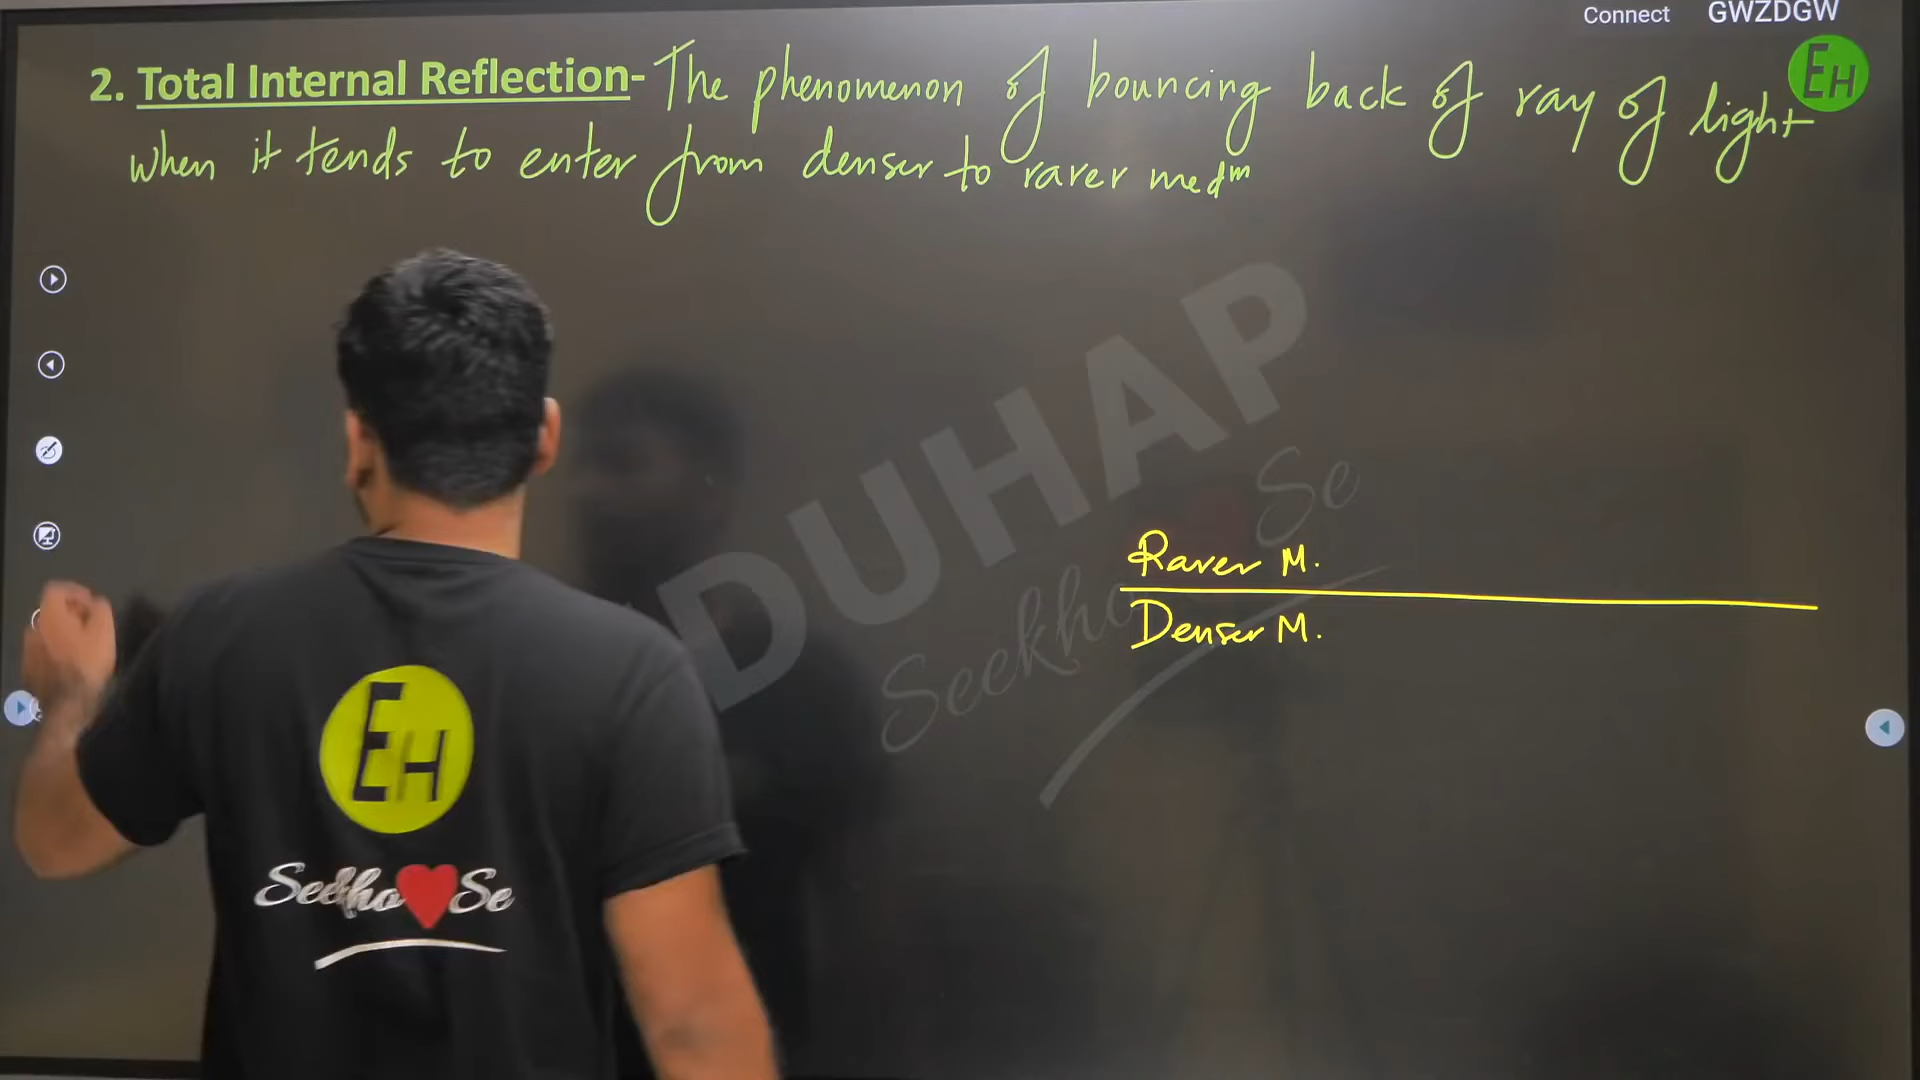 Connect GWZDGW
EH
2. Total Internal Reflection- The phenomenon of bouncing back of ray of light
when it tends to enter from denser to rarer medm
DUHAP
Seekho Se
Rarer M.
Denser M.
EH
Seekho Se